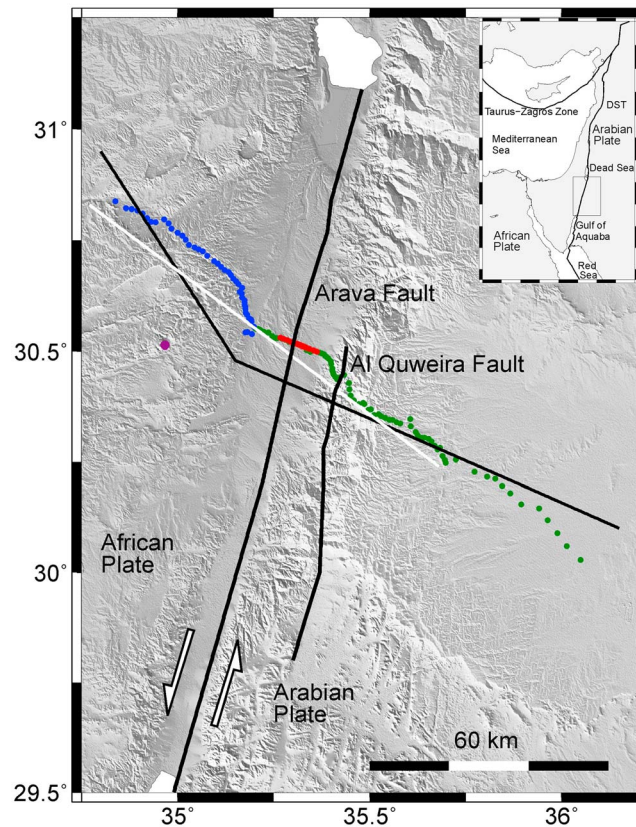 31°
30.5°
30°
29.5°
35°
35.5°
36°
Arava Fault
Al Quweira Fault
African
Plate
Arabian
Plate
60 km
Taurus−Zagros Zone
DST
Mediterranean
Sea
Arabian
Plate
Dead Sea
African
Plate
Gulf of
Aquaba
Red
Sea